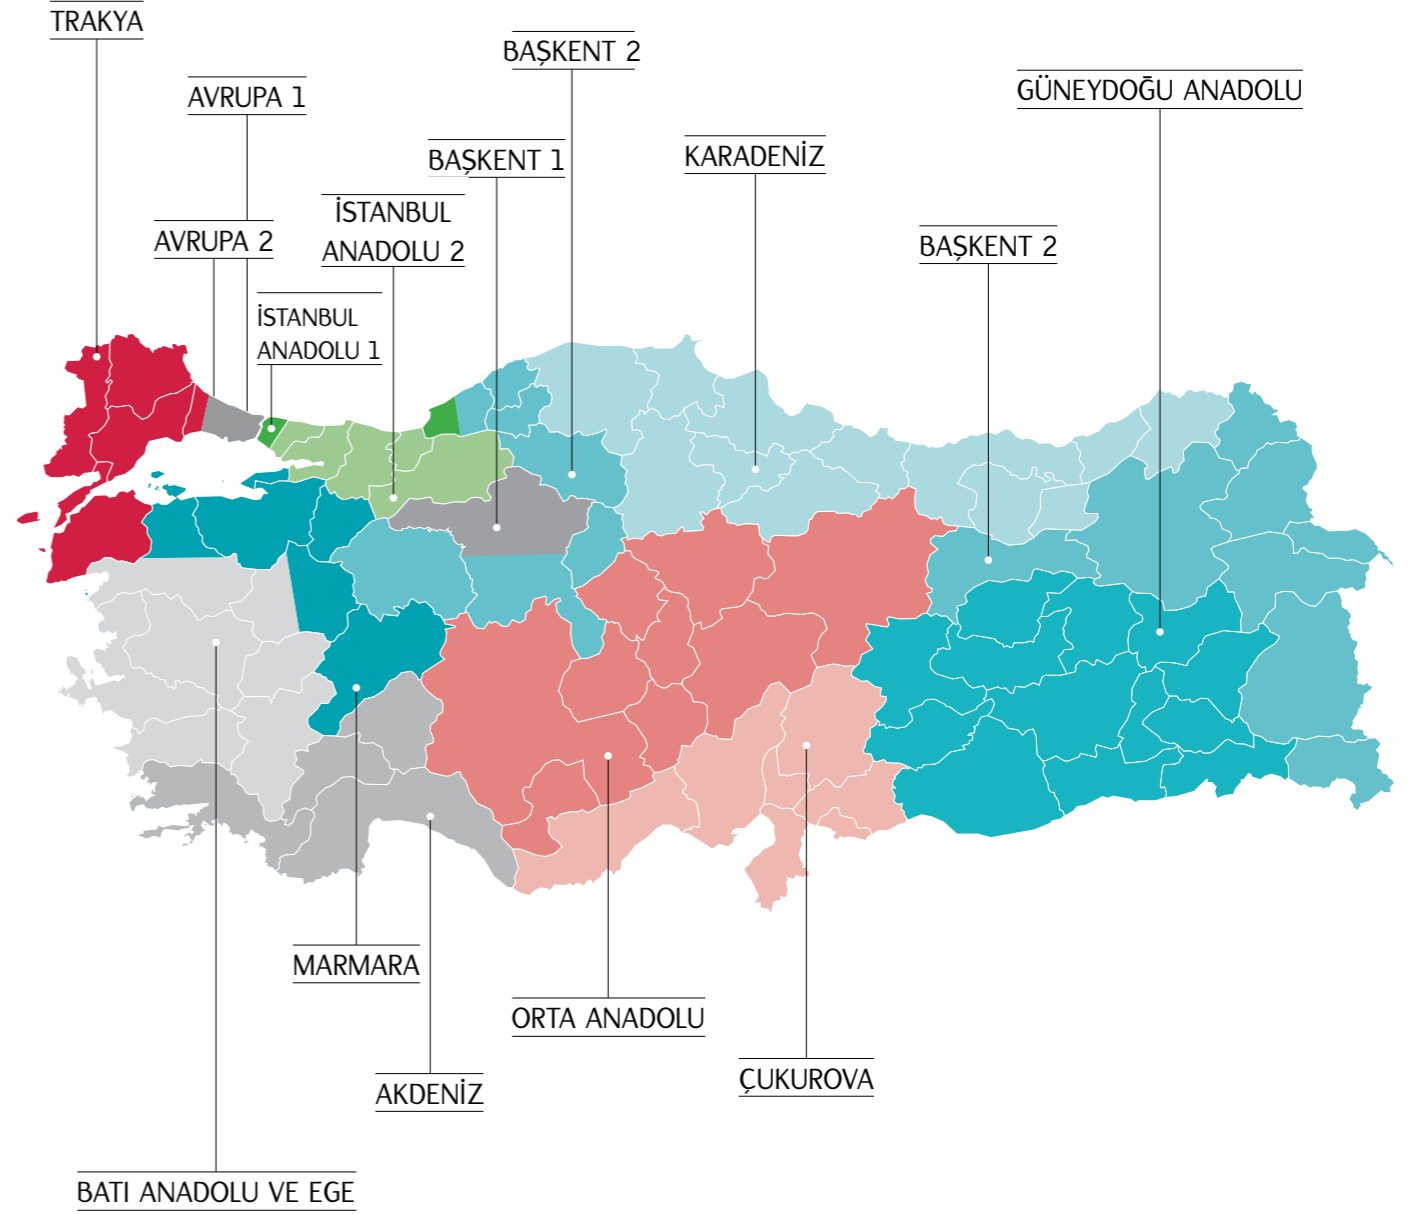 TRAKYA
BAŞKENT 2
GÜNEYDOĞU ANADOLU
AVRUPA 1
BAŞKENT 1
KARADENİZ
İSTANBUL
ANADOLU 2
AVRUPA 2
BAŞKENT 2
İSTANBUL
ANADOLU 1
MARMARA
ORTA ANADOLU
ÇUKUROVA
AKDENİZ
BATI ANADOLU VE EGE